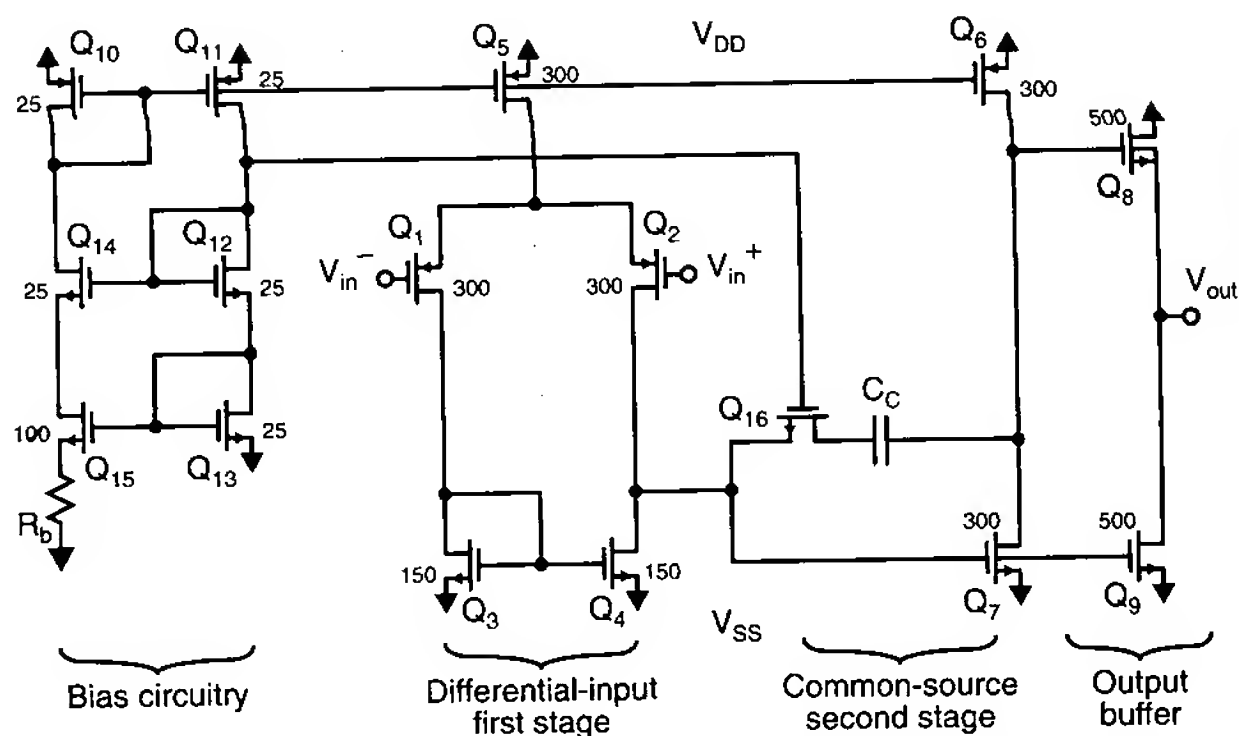 Q10
Q11
Q5
VDD
Q6
25
25
300
300
500
Q8
Q14
Q12
25
25
Q1
Vin−
300
Q2
300
Vin+
Vout
Q16
CC
100
Q15
25
Q13
Rb
150
Q3
150
Q4
300
Q7
500
Q9
VSS
Bias circuitry
Differential-input
first stage
Common-source
second stage
Output
buffer